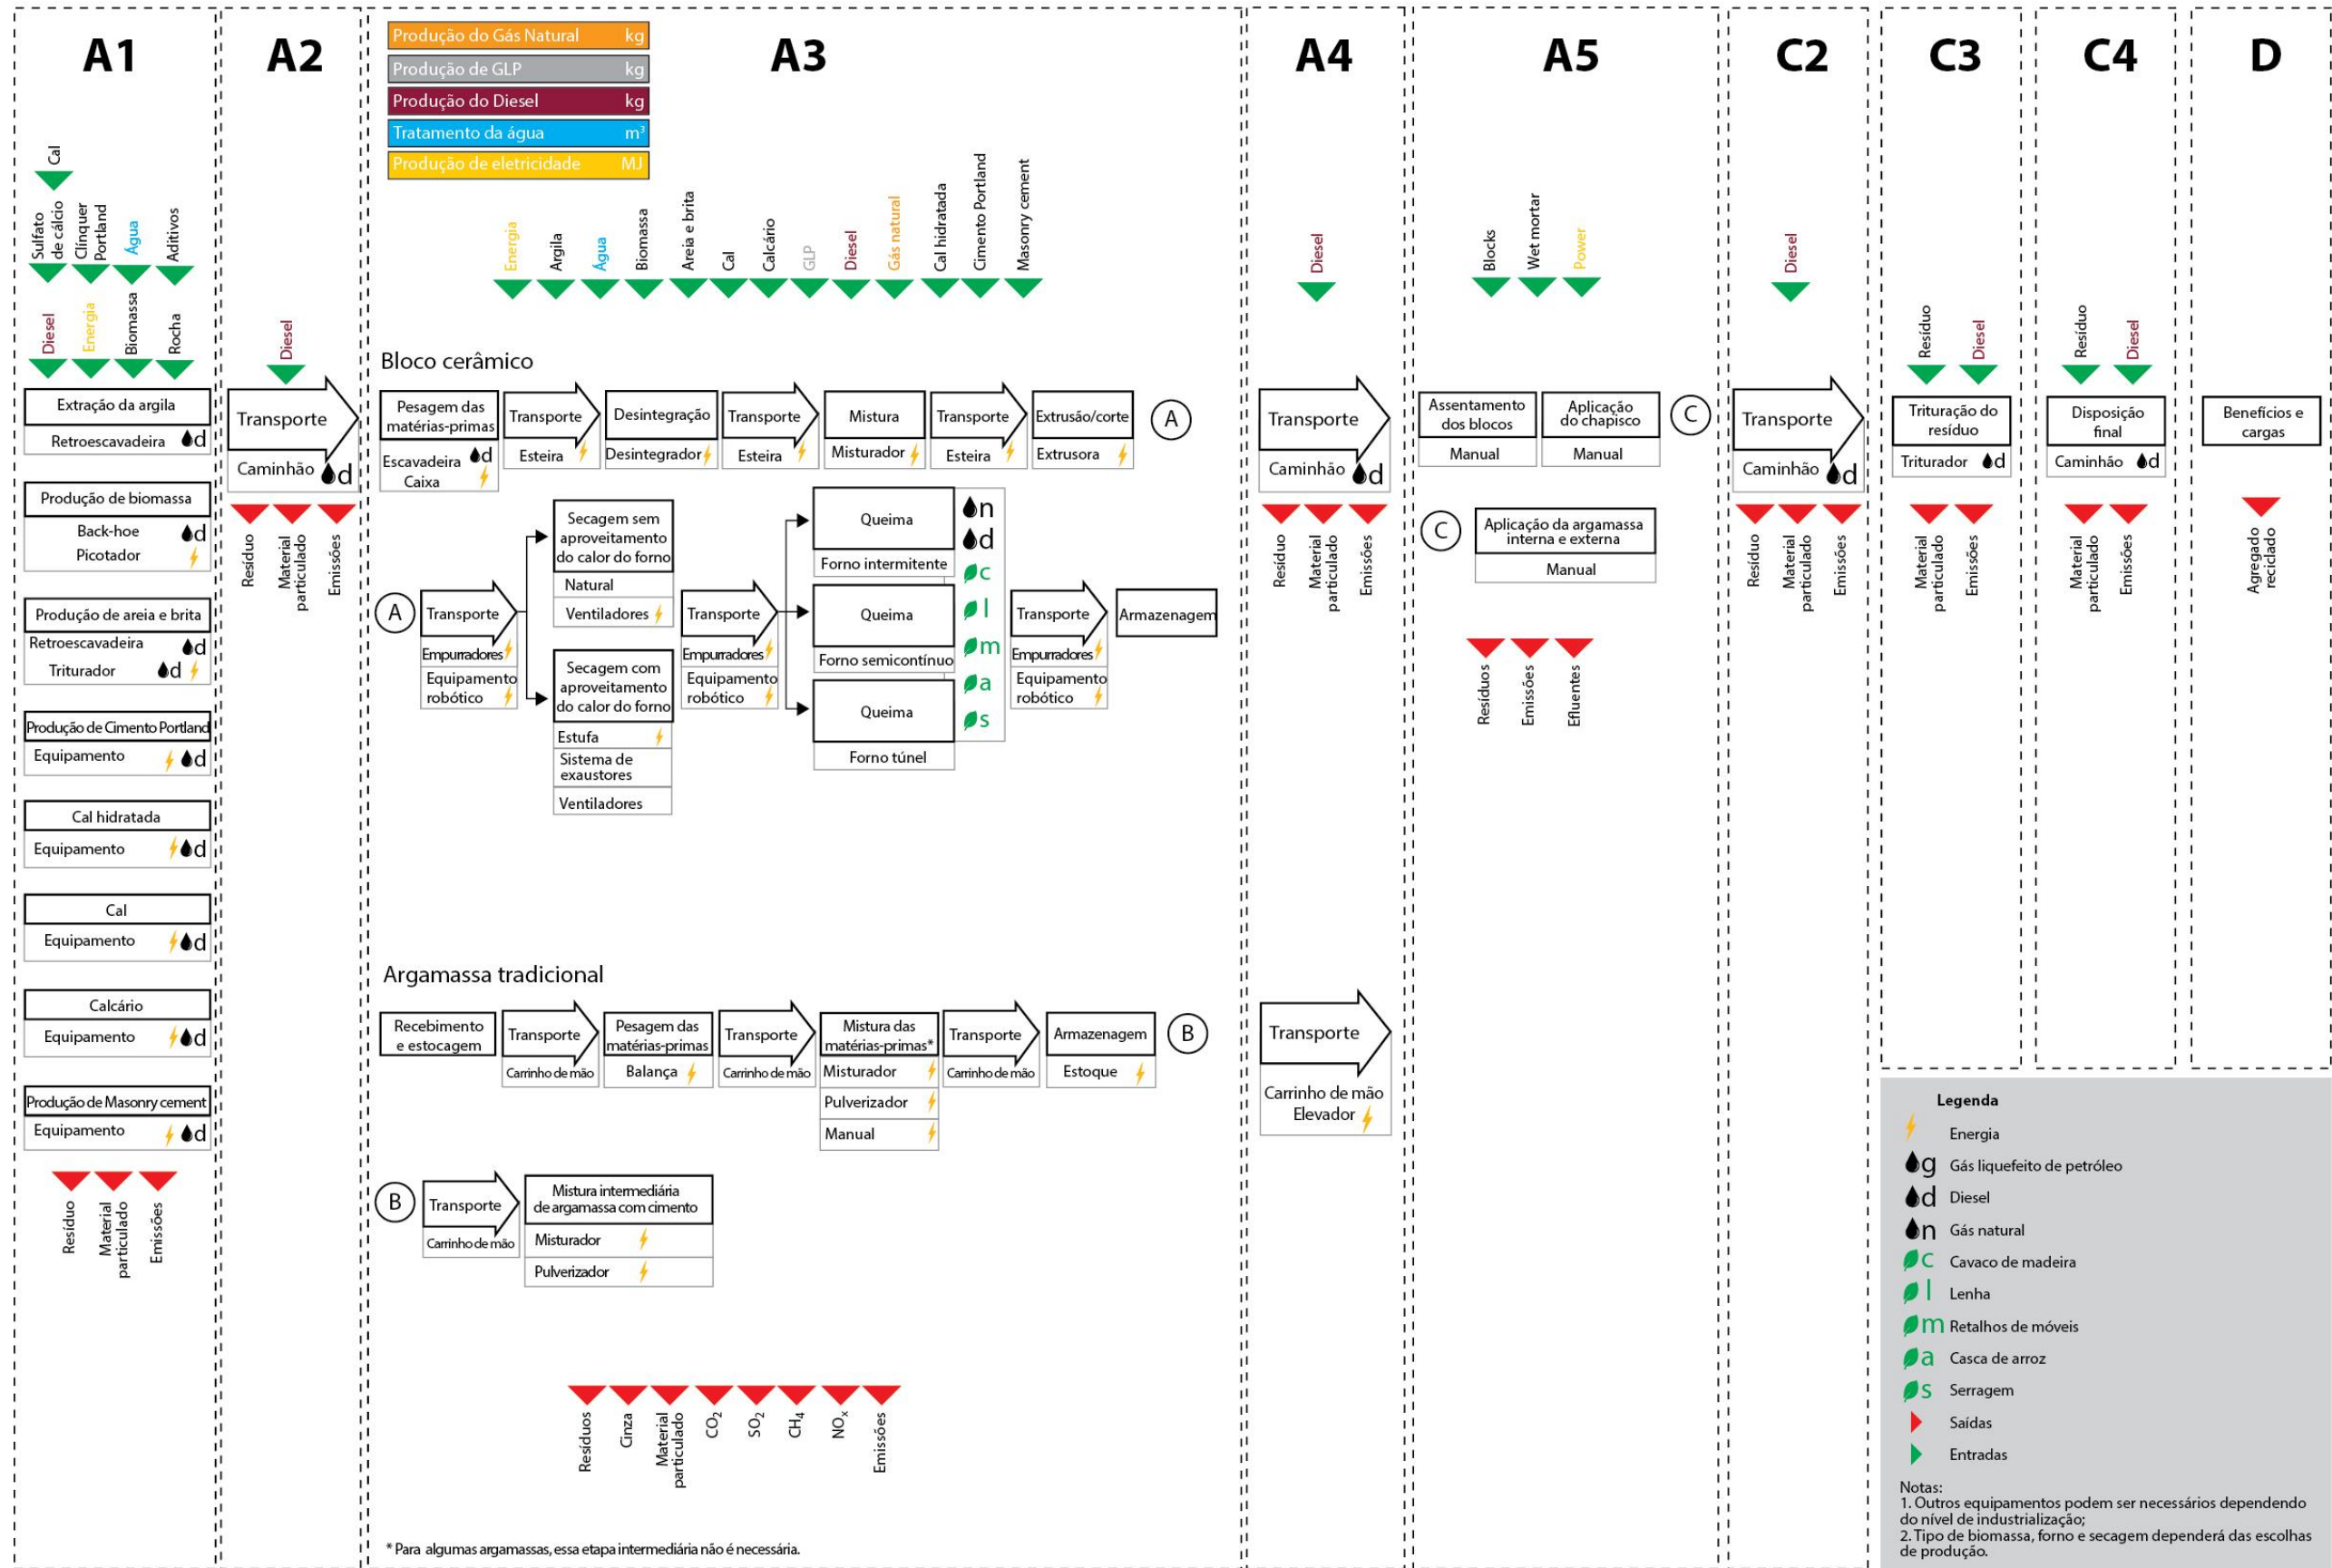 A1
Cal
Sulfato
de cálcio
Clínquer
Portland
Água
Aditivos
Diesel
Energia
Biomassa
Rocha
Extração da argila
Retroescavadeira d
Produção de biomassa
Back-hoe d
Picotador
Produção de areia e brita
Retroescavadeira d
Triturador d
Produção de Cimento Portland
Equipamento d
Cal hidratada
Equipamento d
Cal
Equipamento d
Calcário
Equipamento d
Produção de Masonry cement
Equipamento d
Resíduo
Material
particulado
Emissões
A2
Diesel
Transporte
Caminhão d
Resíduo
Material
particulado
Emissões
A3
Produção do Gás Natural kg
Produção de GLP kg
Produção do Diesel kg
Tratamento da água m³
Produção de eletricidade MJ
Energia
Argila
Água
Biomassa
Areia e brita
Cal
Calcário
GLP
Diesel
Gás natural
Cal hidratada
Cimento Portland
Masonry cement
Bloco cerâmico
Pesagem das
matérias-primas
Escavadeira d
Caixa
Transporte
Esteira
Desintegração
Desintegrador
Transporte
Esteira
Mistura
Misturador
Transporte
Esteira
Extrusão/corte
Extrusora
A
A
Transporte
Empurradores
Equipamento
robótico
Secagem sem
aproveitamento
do calor do forno
Natural
Ventiladores
Secagem com
aproveitamento
do calor do forno
Estufa
Sistema de
exaustores
Ventiladores
Transporte
Empurradores
Equipamento
robótico
Queima
Forno intermitente
Queima
Forno semicontínuo
Queima
Forno túnel
n
d
c
l
m
a
s
Transporte
Empurradores
Equipamento
robótico
Armazenagem
Argamassa tradicional
Recebimento
e estocagem
Transporte
Carrinho de mão
Pesagem das
matérias-primas
Balança
Transporte
Carrinho de mão
Mistura das
matérias-primas*
Misturador
Pulverizador
Manual
Transporte
Carrinho de mão
Armazenagem
Estoque
B
B
Transporte
Carrinho de mão
Mistura intermediária
de argamassa com cimento
Misturador
Pulverizador
Resíduos
Cinza
Material
particulado
CO₂
SO₂
CH₄
NOₓ
Emissões
* Para algumas argamassas, essa etapa intermediária não é necessária.
A4
Diesel
Transporte
Caminhão d
Resíduo
Material
particulado
Emissões
Transporte
Carrinho de mão
Elevador
A5
Blocks
Wet mortar
Power
Assentamento
dos blocos
Manual
Aplicação
do chapisco
Manual
C
C
Aplicação da argamassa
interna e externa
Manual
Resíduos
Emissões
Efluentes
C2
Diesel
Transporte
Caminhão d
Resíduo
Material
particulado
Emissões
C3
Resíduo
Diesel
Trituração do
resíduo
Triturador d
Material
particulado
Emissões
C4
Resíduo
Diesel
Disposição
final
Caminhão d
Material
particulado
Emissões
D
Benefícios e
cargas
Agregado
reciclado
Legenda
Energia
g Gás liquefeito de petróleo
d Diesel
n Gás natural
c Cavaco de madeira
l Lenha
m Retalhos de móveis
a Casca de arroz
s Serragem
Saídas
Entradas
Notas:
1. Outros equipamentos podem ser necessários dependendo
do nível de industrialização;
2. Tipo de biomassa, forno e secagem dependerá das escolhas
de produção.